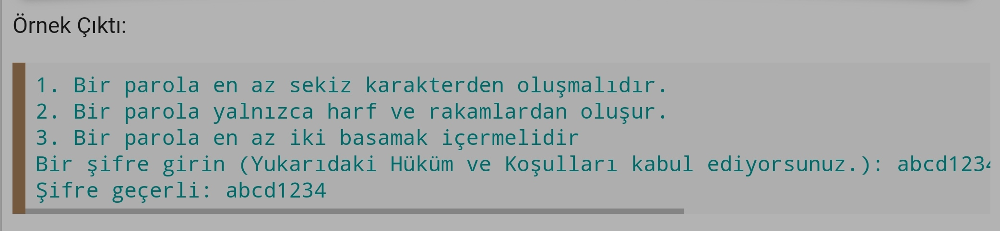 Örnek Çıktı:
1. Bir parola en az sekiz karakterden oluşmalıdır.
2. Bir parola yalnızca harf ve rakamlardan oluşur.
3. Bir parola en az iki basamak içermelidir
Bir şifre girin (Yukarıdaki Hüküm ve Koşulları kabul ediyorsunuz.): abcd1234
Şifre geçerli: abcd1234